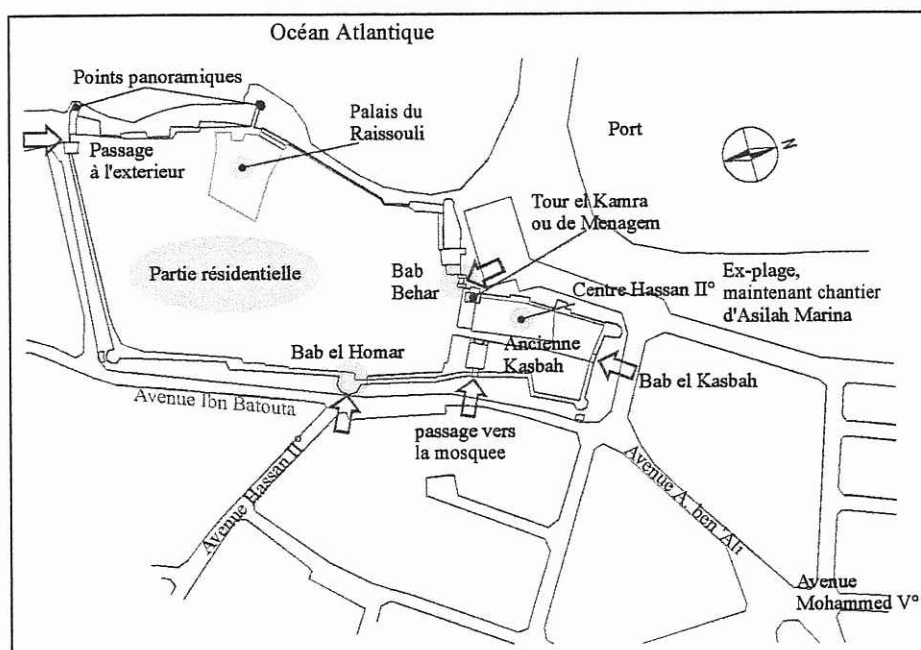 Océan Atlantique
Points panoramiques
Palais du
Raissouli
Port
N
Passage
à l'exterieur
Tour el Kamra
ou de Menagem
Partie résidentielle
Bab
Behar
Centre Hassan II°
Ex-plage,
maintenant chantier
d'Asilah Marina
Bab el Homar
Ancienne
Kasbah
Bab el Kasbah
Avenue Ibn Batouta
passage vers
la mosquee
Avenue Hassan II°
Avenue A. ben 'Ali
Avenue
Mohammed V°